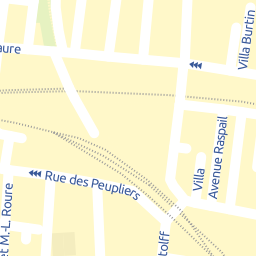 Villa Burtin
aure
Avenue Raspail
Villa
Rue des Peupliers
et M.-L. Roure
tolff